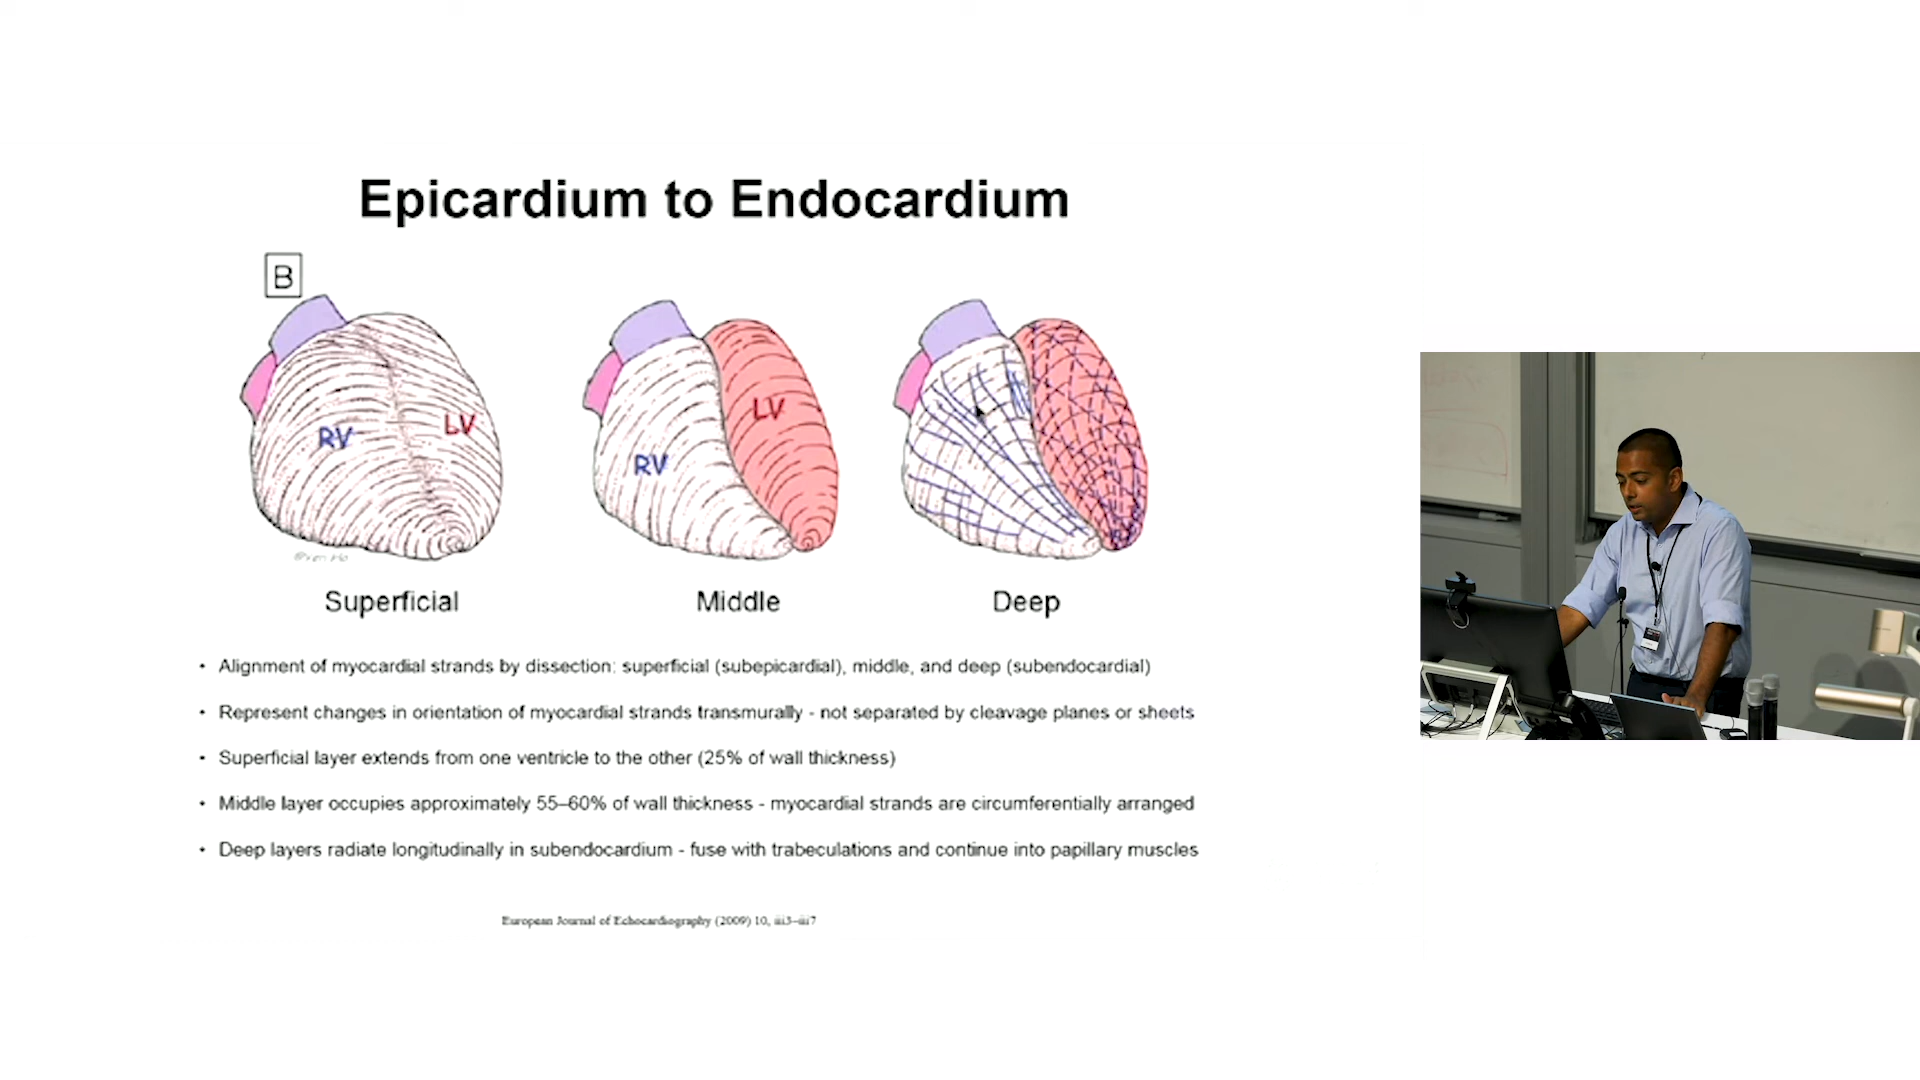 Epicardium to Endocardium
B
RV
LV
RV
LV
Superficial
Middle
Deep
• Alignment of myocardial strands by dissection: superficial (subepicardial), middle, and deep (subendocardial)
• Represent changes in orientation of myocardial strands transmurally - not separated by cleavage planes or sheets
• Superficial layer extends from one ventricle to the other (25% of wall thickness)
• Middle layer occupies approximately 55–60% of wall thickness - myocardial strands are circumferentially arranged
• Deep layers radiate longitudinally in subendocardium - fuse with trabeculations and continue into papillary muscles
European Journal of Echocardiography (2009) 10, iii3–iii7